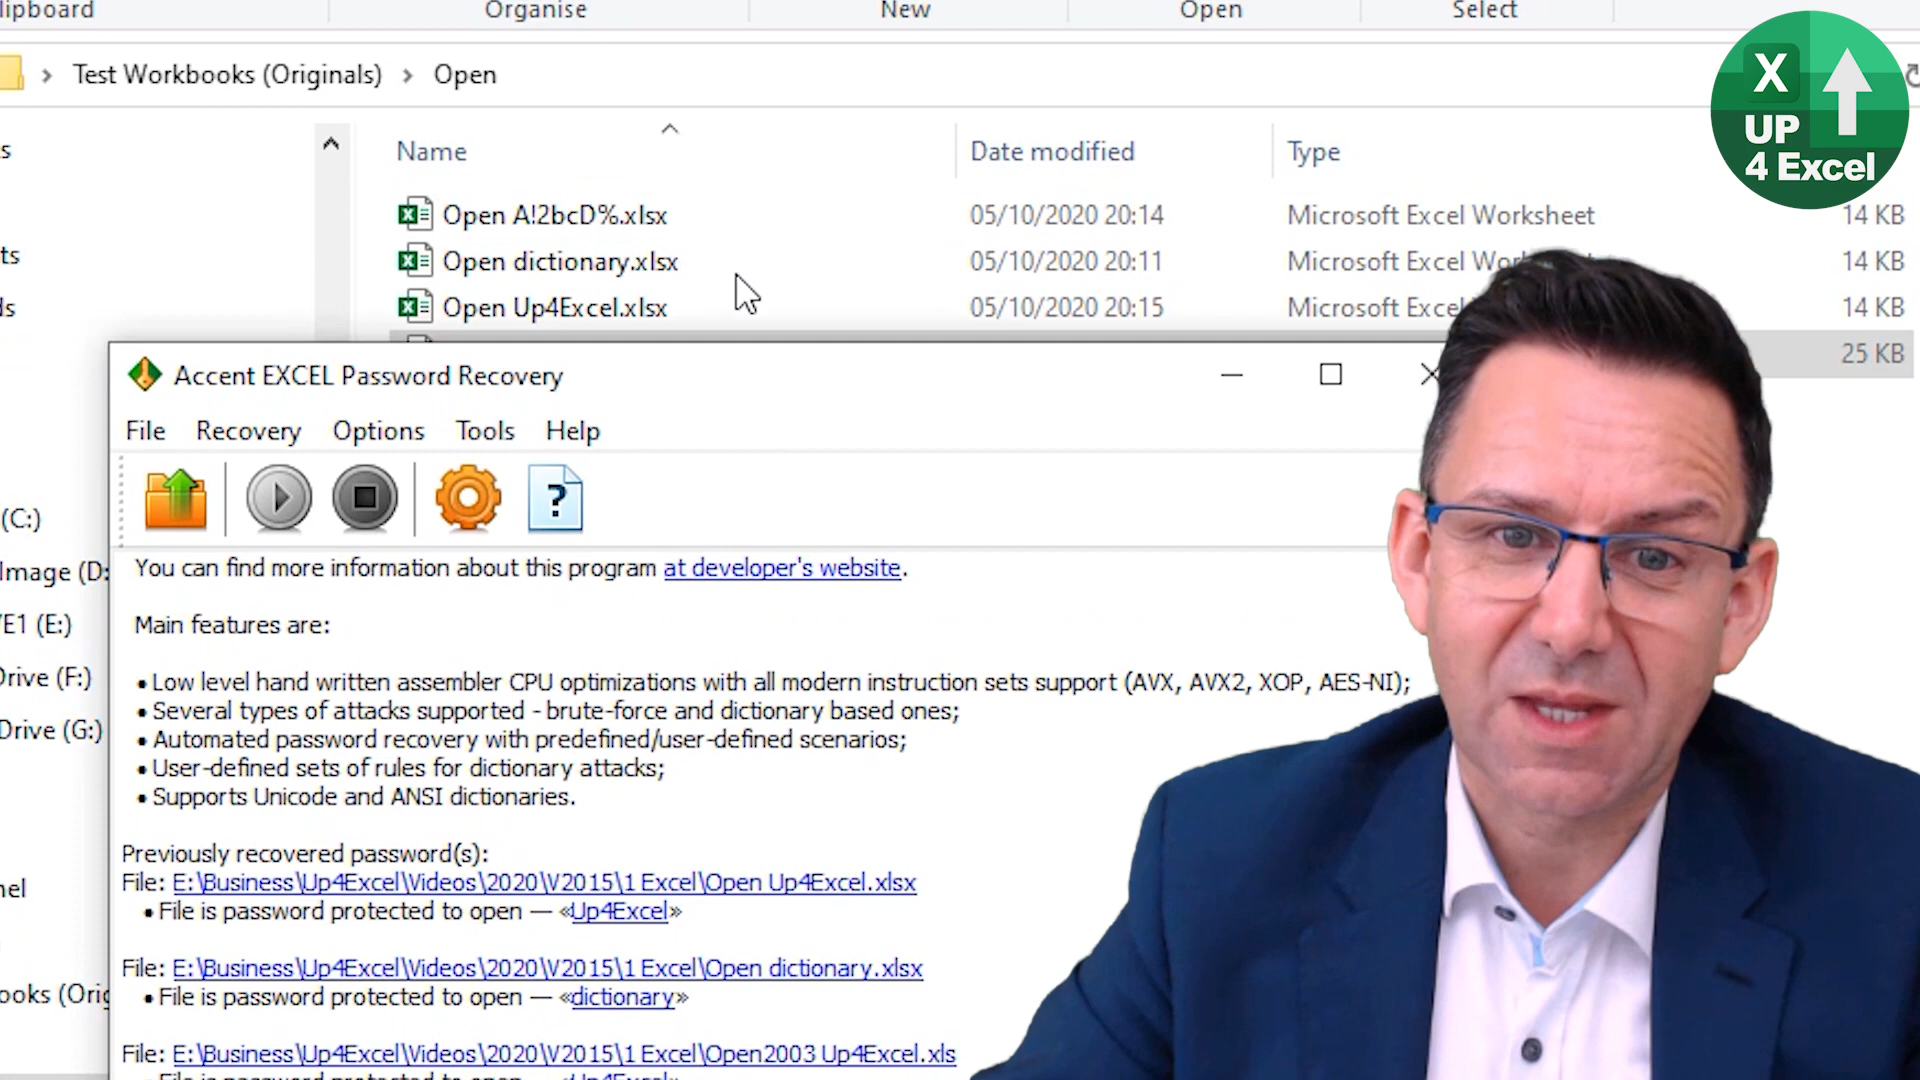 Organise New Open Select
Test Workbooks (Originals) > Open
Name Date modified Type
Open A!2bcD%.xlsx 05/10/2020 20:14 Microsoft Excel Worksheet 14 KB
Open dictionary.xlsx 05/10/2020 20:11 Microsoft Excel 14 KB
Open Up4Excel.xlsx 05/10/2020 20:15 Microsoft Excel 14 KB
25 KB
X UP
4 Excel
(C:)
(E:)
(F:)
Drive (G:)
Accent EXCEL Password Recovery
File Recovery Options Tools Help
?
You can find more information about this program at developer's website.
Main features are:
• Low level hand written assembler CPU optimizations with all modern instruction sets support (AVX, AVX2, XOP, AES-NI);
• Several types of attacks supported - brute-force and dictionary based ones;
• Automated password recovery with predefined/user-defined scenarios;
• User-defined sets of rules for dictionary attacks;
• Supports Unicode and ANSI dictionaries.
Previously recovered password(s):
File: E:\Business\Up4Excel\Videos\2020\V2015\1 Excel\Open Up4Excel.xlsx
• File is password protected to open — «Up4Excel»
File: E:\Business\Up4Excel\Videos\2020\V2015\1 Excel\Open dictionary.xlsx
• File is password protected to open — «dictionary»
File: E:\Business\Up4Excel\Videos\2020\V2015\1 Excel\Open2003 Up4Excel.xls